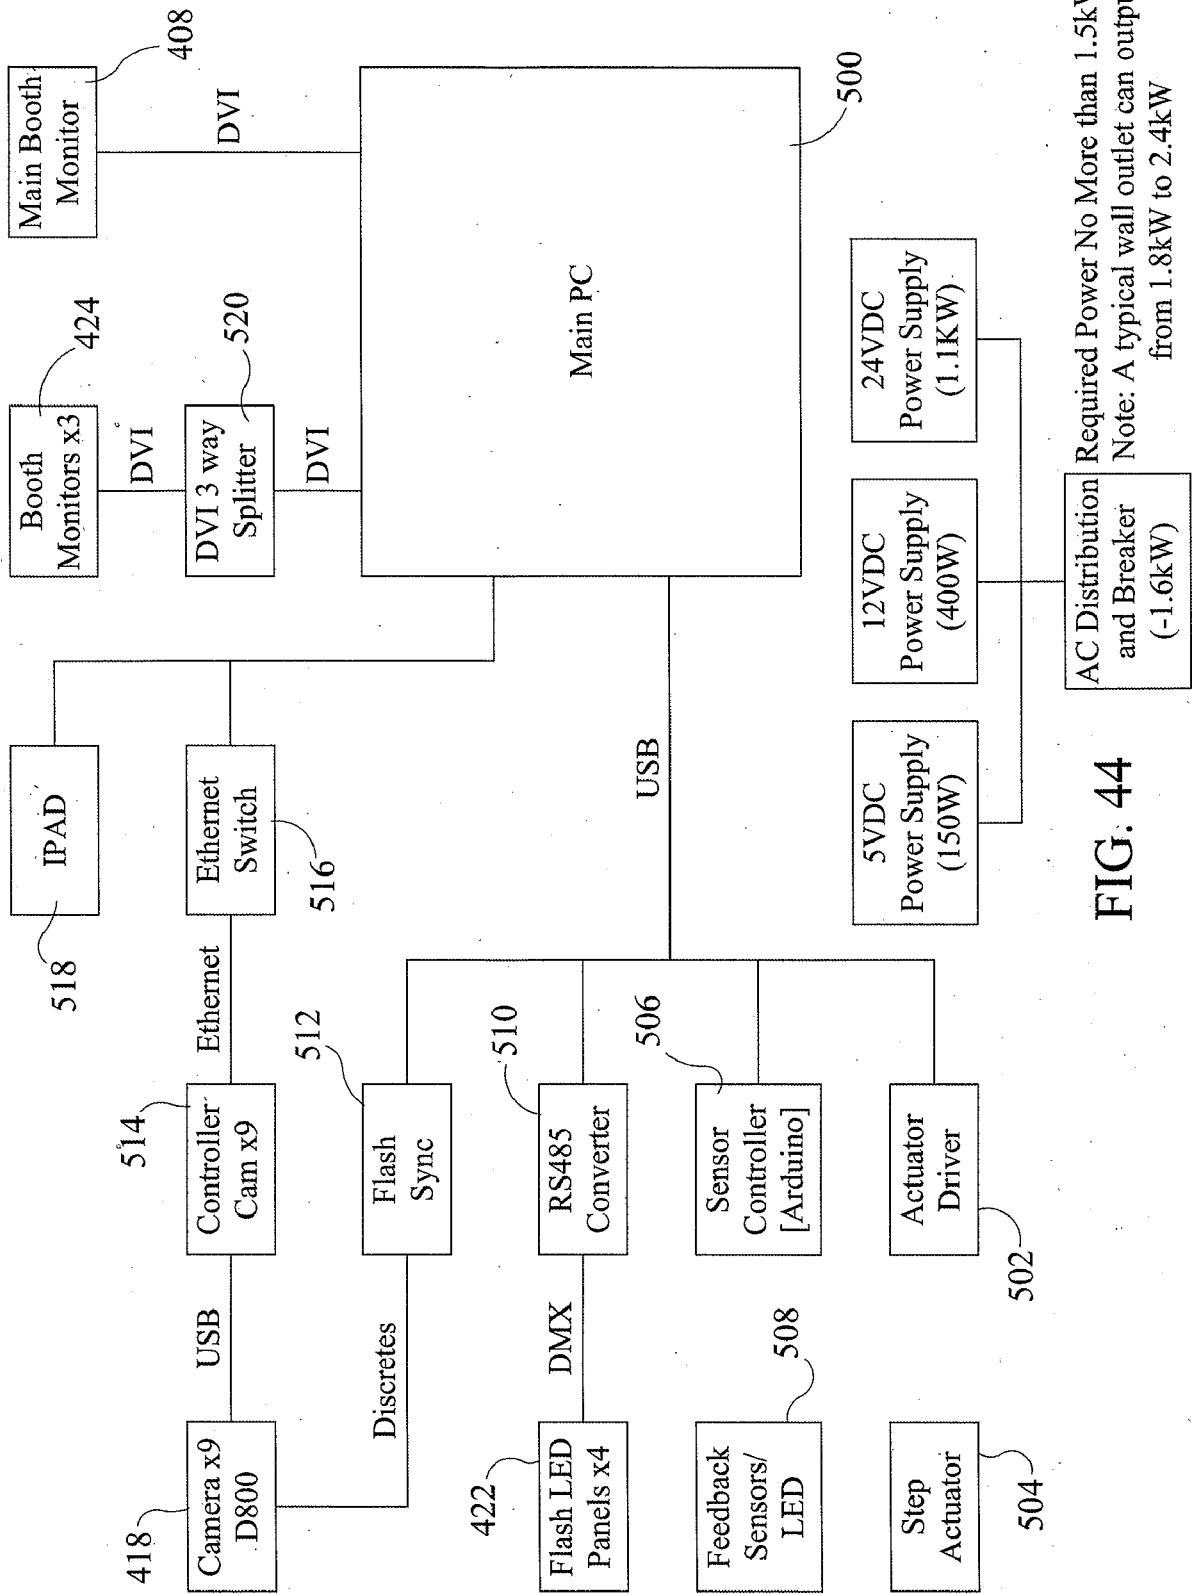 518
IPAD
Booth
Monitors x3
424
Main Booth
Monitor
408
DVI
DVI
418
Camera x9
D800
USB
514
Controller
Cam x9
Ethernet
Ethernet
Switch
516
DVI 3 way
Splitter
520
DVI
Discretes
512
Flash
Sync
422
Flash LED
Panels x4
DMX
510
RS485
Converter
Main PC
500
USB
Feedback
Sensors/
LED
508
506
Sensor
Controller
[Arduino]
Step
Actuator
504
Actuator
Driver
502
5VDC
Power Supply
(150W)
12VDC
Power Supply
(400W)
24VDC
Power Supply
(1.1KW)
AC Distribution
and Breaker
(-1.6kW)
Required Power No More than
Note: A typical wall outlet can
from 1.8kW to 2.4kW
FIG. 44